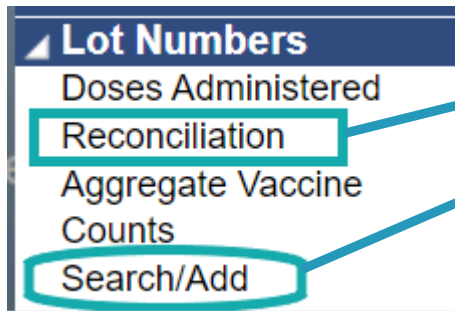 Lot Numbers
Doses Administered
Reconciliation
Aggregate Vaccine
Counts
Search/Add